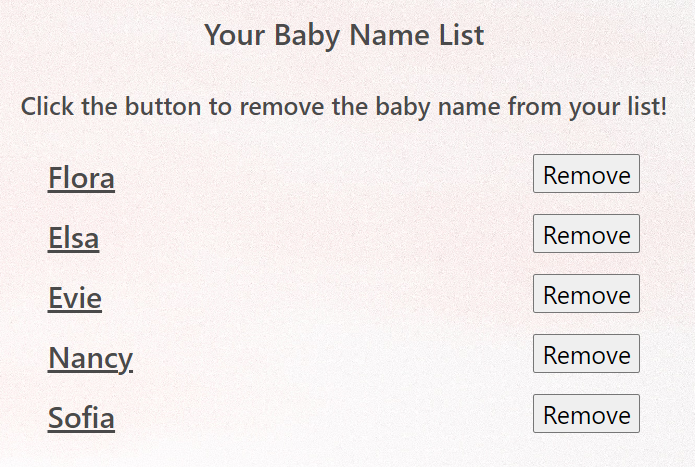 Your Baby Name List
Click the button to remove the baby name from your list!
Flora Remove
Elsa Remove
Evie Remove
Nancy Remove
Sofia Remove